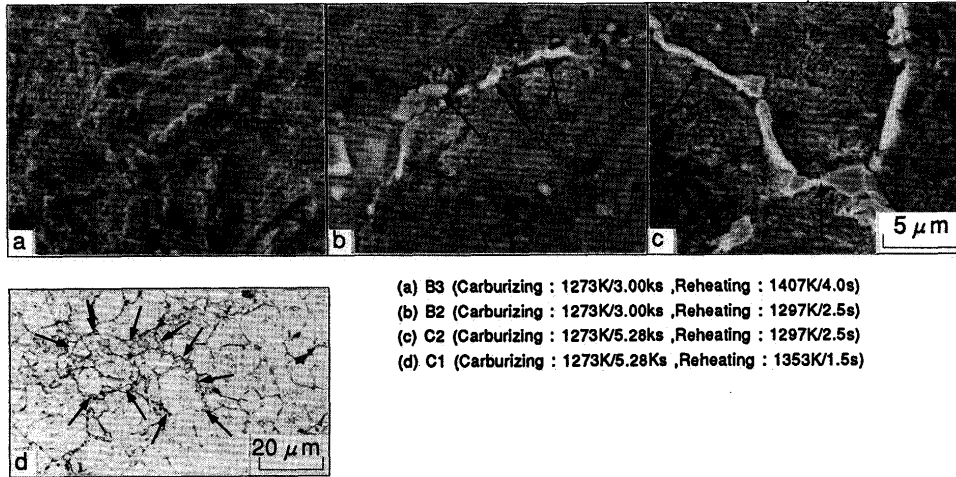 a
b
c
5 μm
(a) B3 (Carburizing : 1273K/3.00ks ,Reheating : 1407K/4.0s)
(b) B2 (Carburizing : 1273K/3.00ks ,Reheating : 1297K/2.5s)
(c) C2 (Carburizing : 1273K/5.28ks ,Reheating : 1297K/2.5s)
(d) C1 (Carburizing : 1273K/5.28Ks ,Reheating : 1353K/1.5s)
d
20 μm